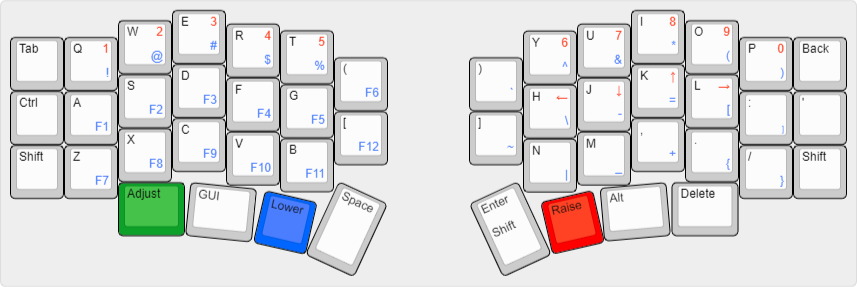 Tab Q 1 ! W 2 @ E 3 # R 4 $ T 5 % ( F6
Ctrl A F1 S F2 D F3 F F4 G F5 [ F12
Shift Z F7 X F8 C F9 V F10 B F11
Adjust GUI Lower Space
) ` Y 6 ^ U 7 & I 8 * O 9 ( P 0 ) Back
] ~ H ← \ J ↓ - K ↑ = L → [ : ] '
N | M _ , + . { / } Shift
Enter Shift Raise Alt Delete